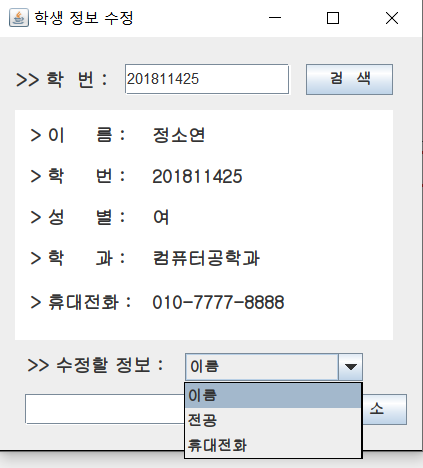 학생 정보 수정
>> 학 번 : 201811425 검 색
> 이 름 : 정소연
> 학 번 : 201811425
> 성 별 : 여
> 학 과 : 컴퓨터공학과
> 휴대전화 : 010-7777-8888
>> 수정할 정보 : 이름
이름
소
전공
휴대전화